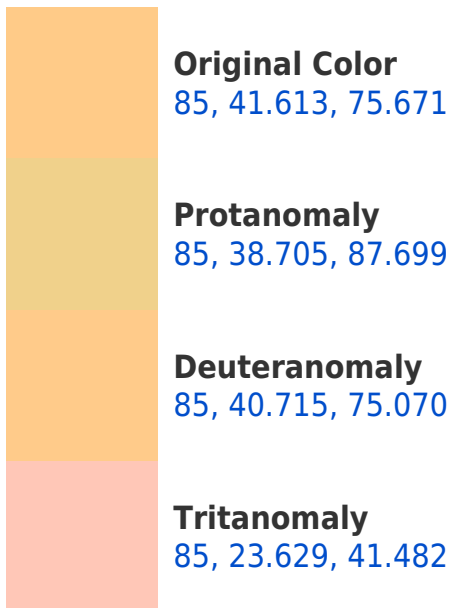 Original Color
85, 41.613, 75.671
Protanomaly
85, 38.705, 87.699
Deuteranomaly
85, 40.715, 75.070
Tritanomaly
85, 23.629, 41.482